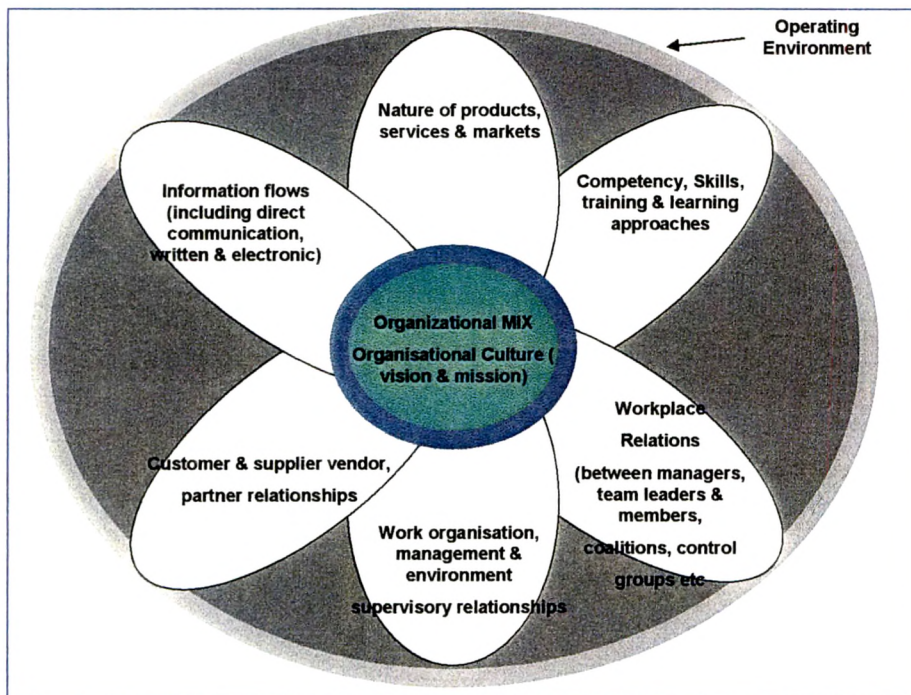 Operating
Environment
Nature of products,
services & markets
Competency, Skills,
training & learning
approaches
Information flows
(including direct
communication,
written & electronic)
Organizational MIX
Organisational Culture (
vision & mission)
Workplace
Relations
(between managers,
team leaders &
members,
coalitions, control
groups etc
Customer & supplier vendor,
partner relationships
Work organisation,
management &
environment
supervisory relationships